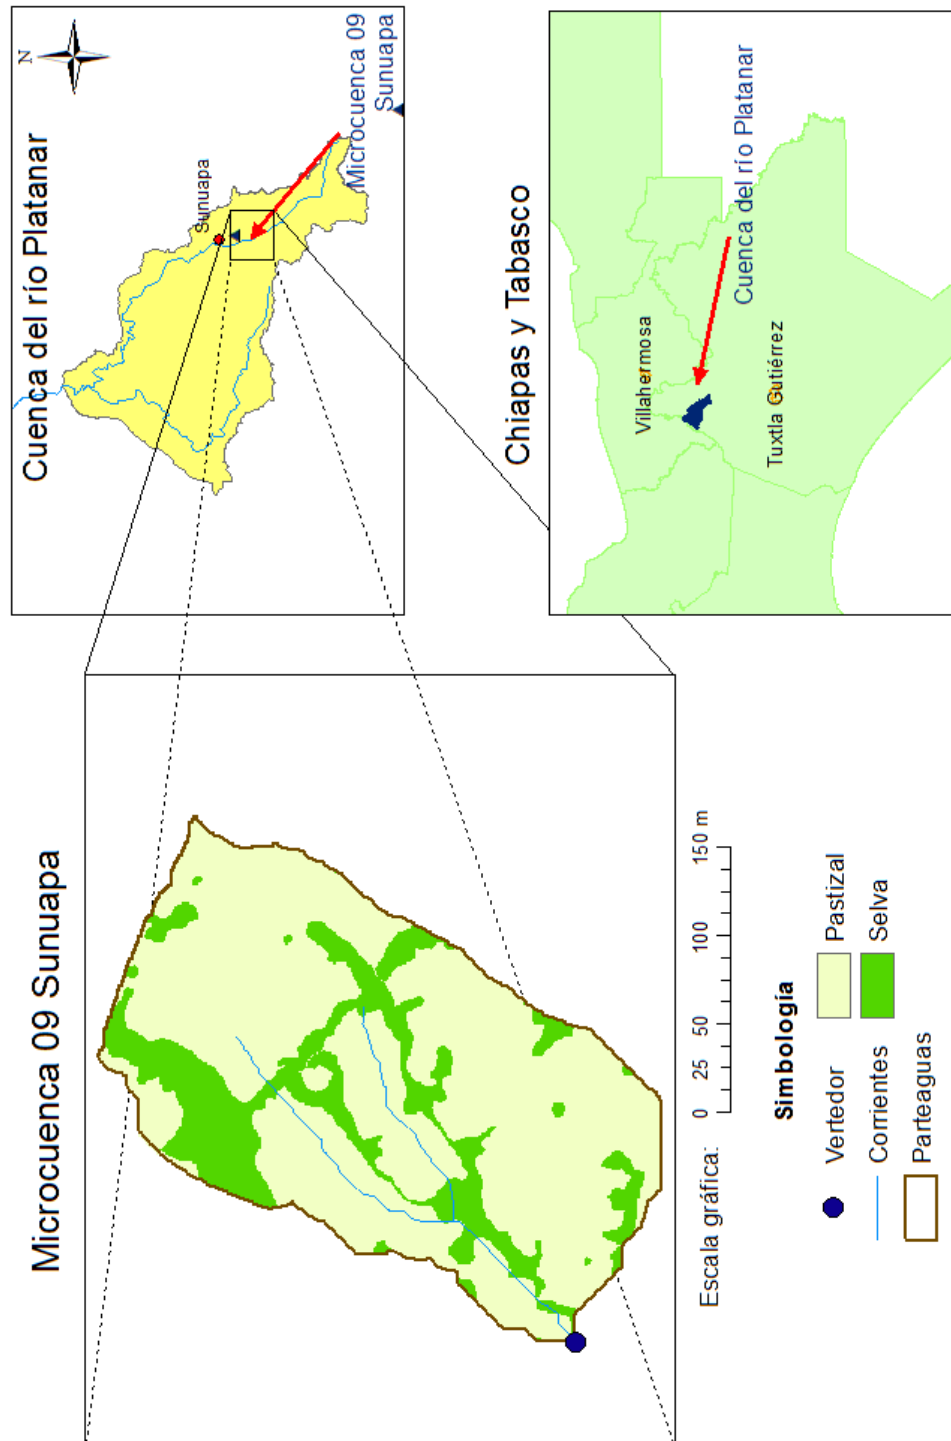 Microcuenca 09 Sunuapa
Escala gráfica:
0 25 50 100 150 m
Simbología
Vertedor
Corrientes
Parteaguas
Pastizal
Selva
Cuenca del río Platanar
N
Sunuapa
Microcuenca 09
Sunuapa
Chiapas y Tabasco
Villahermosa
Tuxtla Gutiérrez
Cuenca del río Platanar